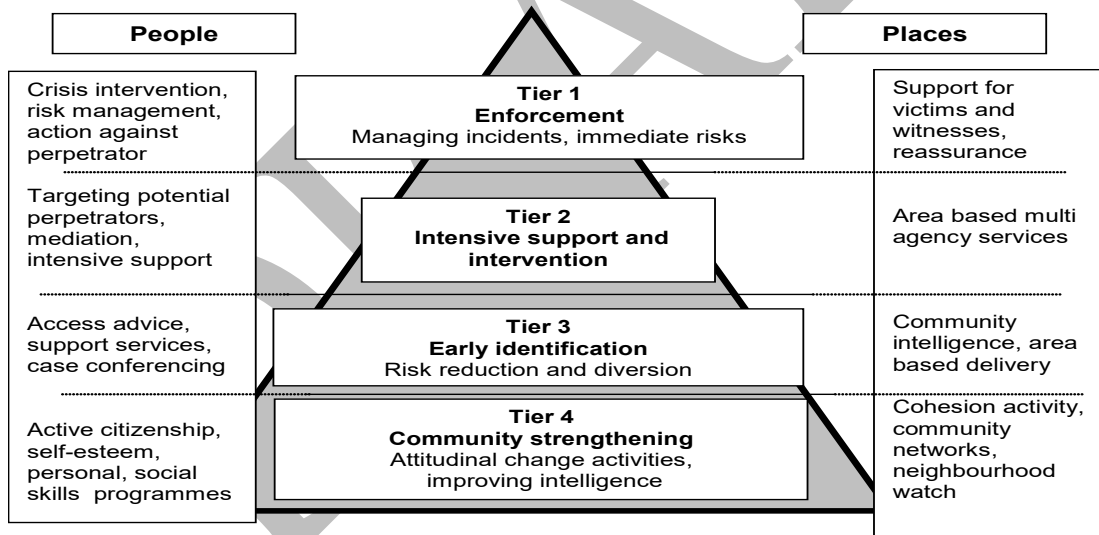 People
Places
Crisis intervention,
risk management,
action against
perpetrator
Tier 1
Enforcement
Managing incidents, immediate risks
Support for
victims and
witnesses,
reassurance
Targeting potential
perpetrators,
mediation,
intensive support
Tier 2
Intensive support and
intervention
Area based multi
agency services
Access advice,
support services,
case conferencing
Tier 3
Early identification
Risk reduction and diversion
Community
intelligence, area
based delivery
Active citizenship,
self-esteem,
personal, social
skills programmes
Tier 4
Community strengthening
Attitudinal change activities,
improving intelligence
Cohesion activity,
community
networks,
neighbourhood
watch